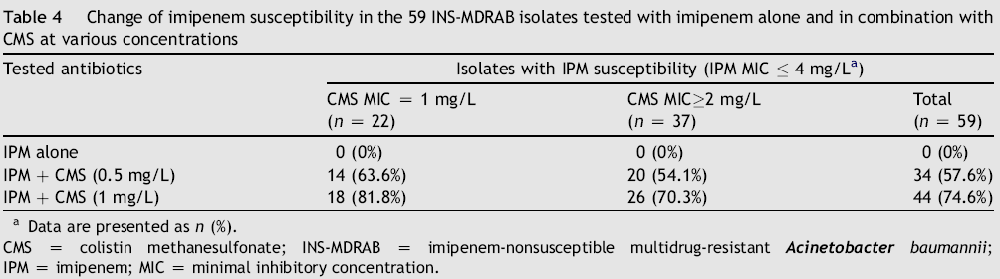 Table 4 Change of imipenem susceptibility in the 59 INS-MDRAB isolates tested with imipenem alone and in combination with
CMS at various concentrations
Tested antibiotics Isolates with IPM susceptibility (IPM MIC ≤ 4 mg/Lᵃ)
CMS MIC = 1 mg/L CMS MIC≥2 mg/L Total
(n = 22) (n = 37) (n = 59)
IPM alone 0 (0%) 0 (0%) 0 (0%)
IPM + CMS (0.5 mg/L) 14 (63.6%) 20 (54.1%) 34 (57.6%)
IPM + CMS (1 mg/L) 18 (81.8%) 26 (70.3%) 44 (74.6%)
ᵃ Data are presented as n (%).
CMS = colistin methanesulfonate; INS-MDRAB = imipenem-nonsusceptible multidrug-resistant Acinetobacter baumannii;
IPM = imipenem; MIC = minimal inhibitory concentration.